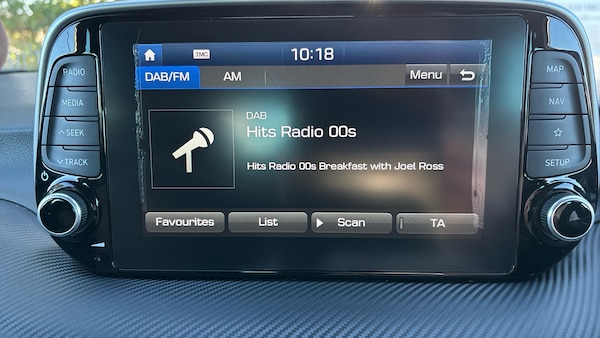 RADIO
MEDIA
^ SEEK
v TRACK
TMC
10:18
DAB/FM
AM
Menu
DAB
Hits Radio 00s
Hits Radio 00s Breakfast with Joel Ross
Favourites
List
Scan
TA
MAP
NAV
SETUP